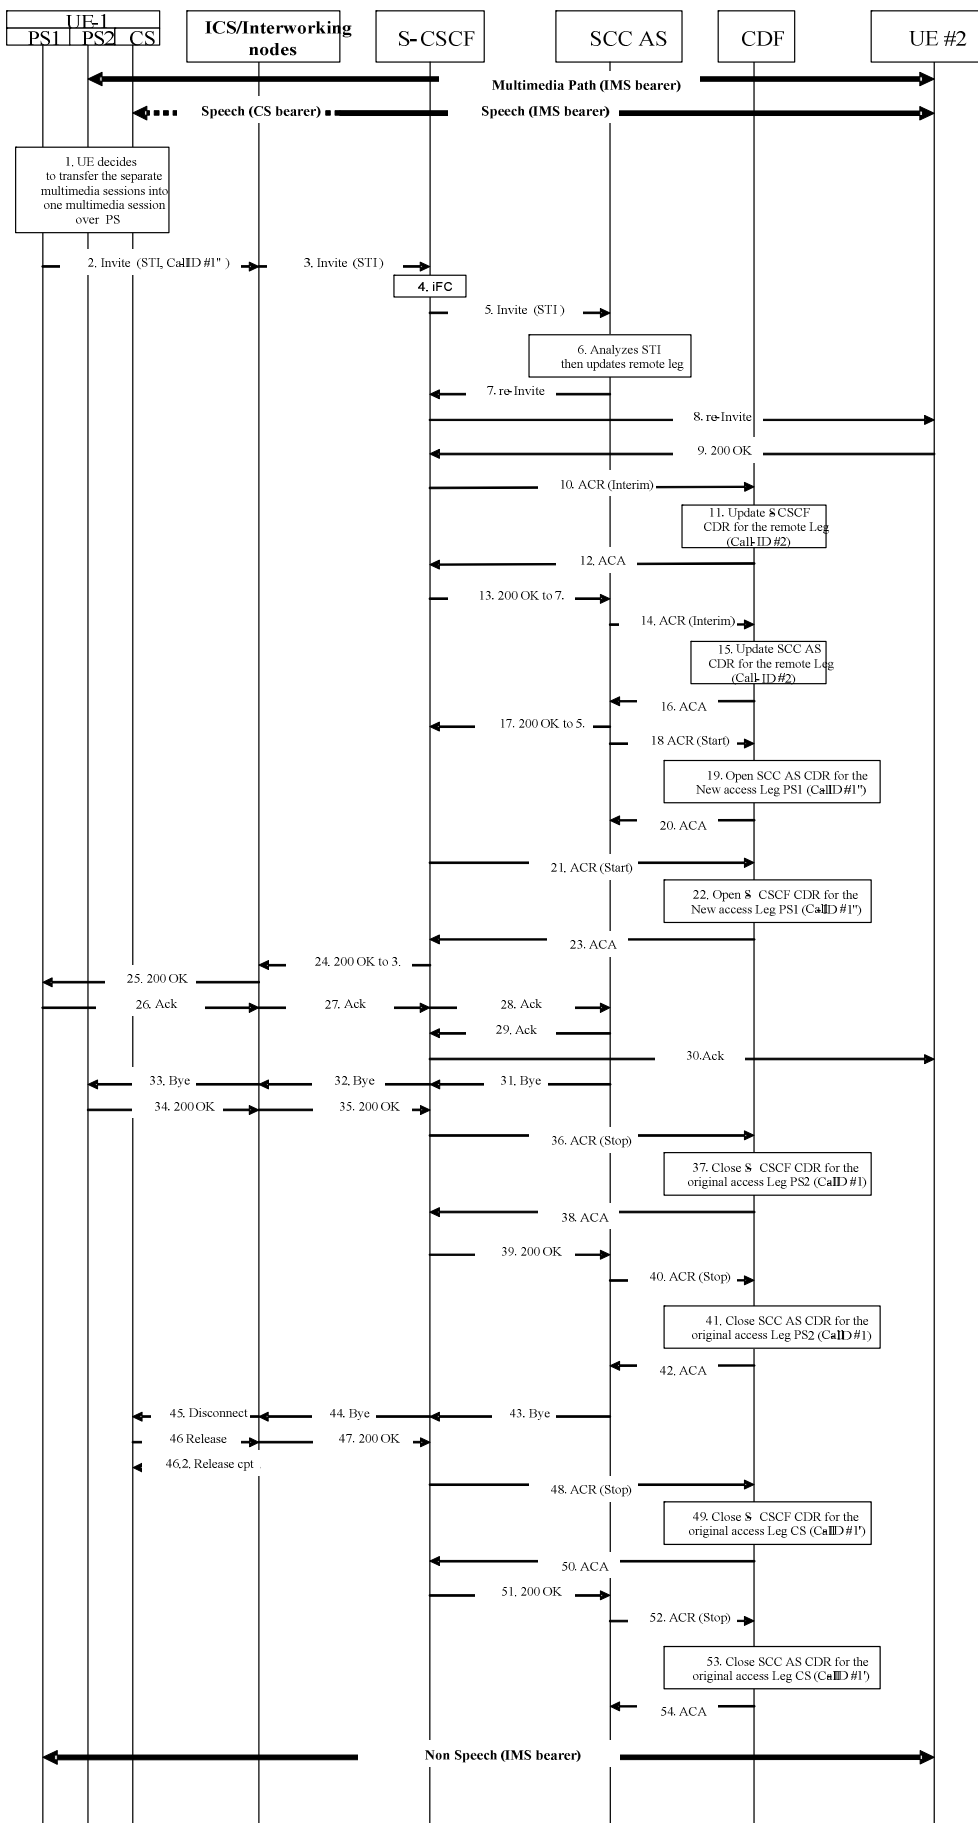 UE-1
PS1 PS2 CS
ICS/Interworking
nodes
S-CSCF
SCC AS
CDF
UE #2
Multimedia Path (IMS bearer)
Speech (CS bearer)
Speech (IMS bearer)
1. UE decides
to transfer the separate
multimedia sessions into
one multimedia session
over PS
2. Invite (STI, Call-ID #1'')
3. Invite (STI)
4. iFC
5. Invite (STI)
6. Analyzes STI
then updates remote leg
7. re-Invite
8. re-Invite
9. 200 OK
10. ACR (Interim)
11. Update S-CSCF
CDR for the remote Leg
(Call-ID #2)
12. ACA
13. 200 OK to 7.
14. ACR (Interim)
15. Update SCC AS
CDR for the remote Leg
(Call-ID #2)
16. ACA
17. 200 OK to 5.
18 ACR (Start)
19. Open SCC AS CDR for the
New access Leg PS1 (Call-ID #1'')
20. ACA
21. ACR (Start)
22. Open S-CSCF CDR for the
New access Leg PS1 (Call-ID #1'')
23. ACA
24. 200 OK to 3.
25. 200 OK
26. Ack
27. Ack
28. Ack
29. Ack
30.Ack
33. Bye
32. Bye
31. Bye
34. 200 OK
35. 200 OK
36. ACR (Stop)
37. Close S-CSCF CDR for the
original access Leg PS2 (Call-ID #1)
38. ACA
39. 200 OK
40. ACR (Stop)
41. Close SCC AS CDR for the
original access Leg PS2 (Call-ID #1)
42. ACA
45. Disconnect
44. Bye
43. Bye
46 Release
47. 200 OK
46.2. Release cpt
48. ACR (Stop)
49. Close S-CSCF CDR for the
original access Leg CS (Call-ID #1')
50. ACA
51. 200 OK
52. ACR (Stop)
53. Close SCC AS CDR for the
original access Leg CS (Call-ID #1')
54. ACA
Non Speech (IMS bearer)